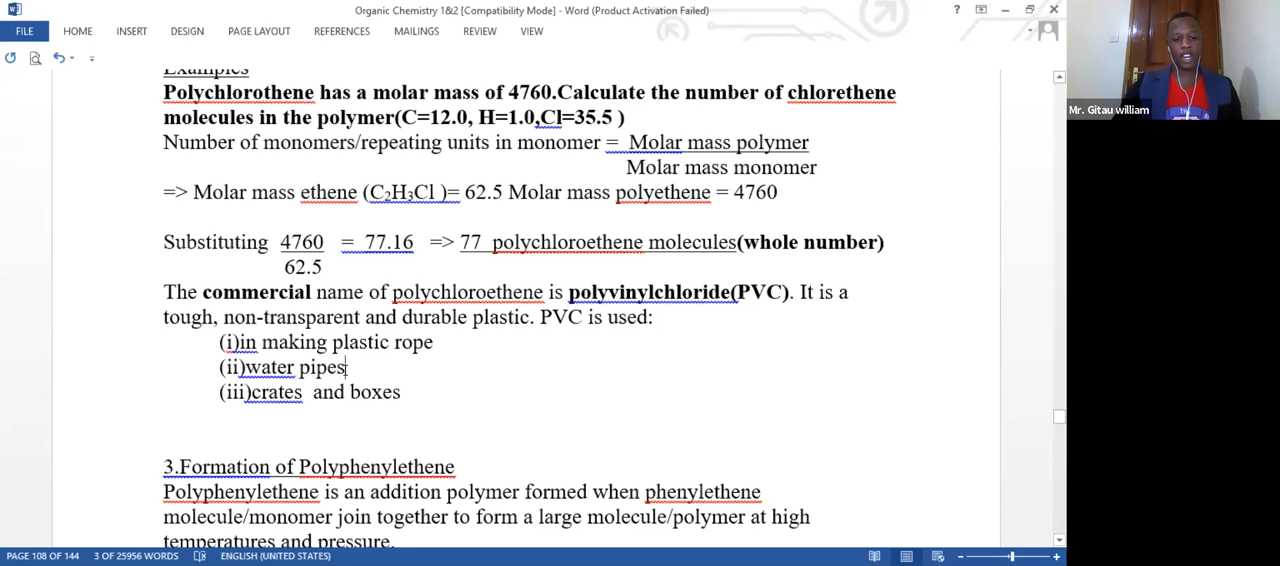 Organic Chemistry 1&2 [Compatibility Mode] - Word (Product Activation Failed)
FILE HOME INSERT DESIGN PAGE LAYOUT REFERENCES MAILINGS REVIEW VIEW
Examples
Polychlorothene has a molar mass of 4760.Calculate the number of chlorethene
molecules in the polymer(C=12.0, H=1.0,Cl=35.5 )
Number of monomers/repeating units in monomer = Molar mass polymer
Molar mass monomer
=> Molar mass ethene (C₂H₃Cl )= 62.5 Molar mass polyethene = 4760
Substituting 4760 = 77.16 => 77 polychloroethene molecules(whole number)
62.5
The commercial name of polychloroethene is polyvinylchloride(PVC). It is a
tough, non-transparent and durable plastic. PVC is used:
(i)in making plastic rope
(ii)water pipes
(iii)crates and boxes
3.Formation of Polyphenylethene
Polyphenylethene is an addition polymer formed when phenylethene
molecule/monomer join together to form a large molecule/polymer at high
temperatures and pressure.
PAGE 108 OF 144 3 OF 25956 WORDS ENGLISH (UNITED STATES)
Mr. Gitau william